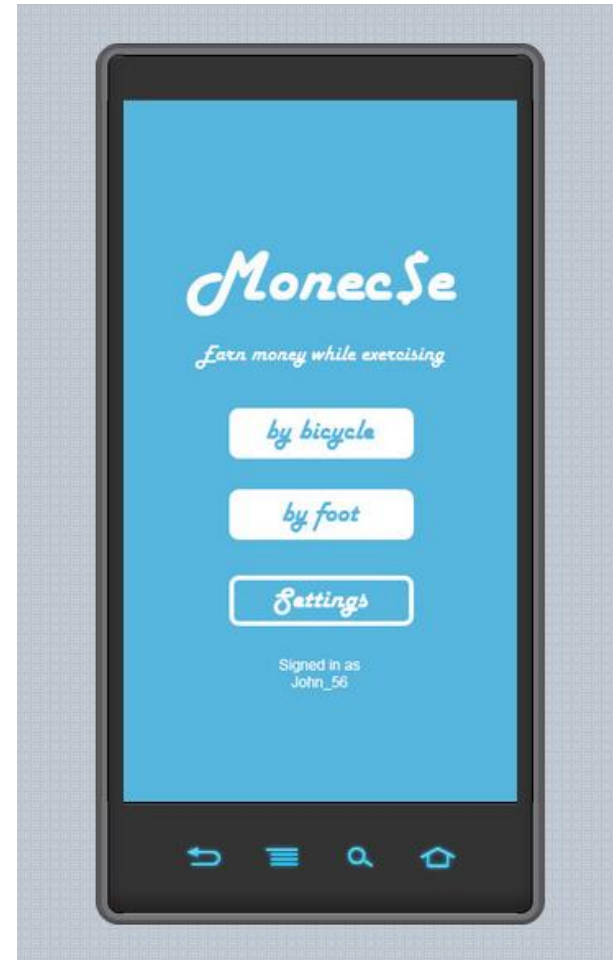 Monec$e
Earn money while exercising
by bicycle
by foot
Settings
Signed in as
John_56